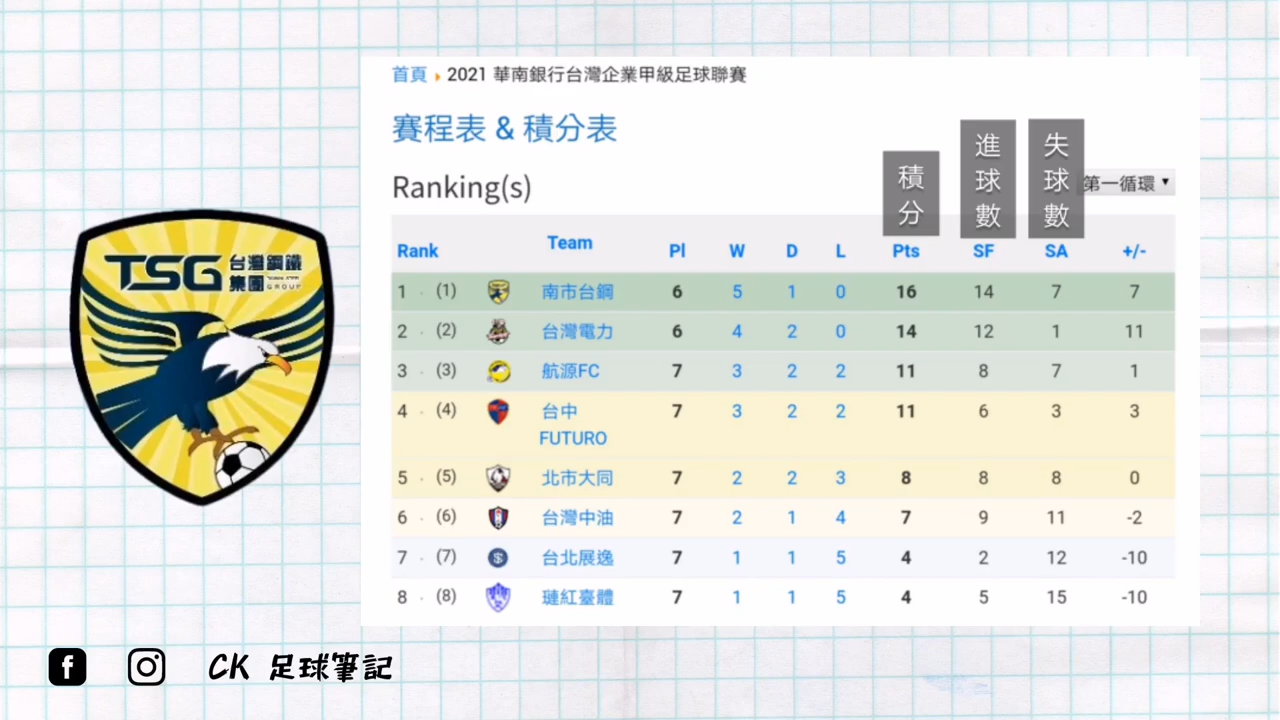 首頁 ▸ 2021 華南銀行台灣企業甲級足球聯賽
賽程表 & 積分表
Ranking(s)
積分
進球數
失球數
第一循環 ▼
Rank Team Pl W D L Pts SF SA +/-
1 . (1) 南市台鋼 6 5 1 0 16 14 7 7
2 . (2) 台灣電力 6 4 2 0 14 12 1 11
3 . (3) 航源FC 7 3 2 2 11 8 7 1
4 . (4) 台中 7 3 2 2 11 6 3 3
FUTURO
5 . (5) 北市大同 7 2 2 3 8 8 8 0
6 . (6) 台灣中油 7 2 1 4 7 9 11 -2
7 . (7) 台北展逸 7 1 1 5 4 2 12 -10
8 . (8) 璉紅臺體 7 1 1 5 4 5 15 -10
TSG 台灣鋼鐵
集團 GROUP
CK 足球筆記